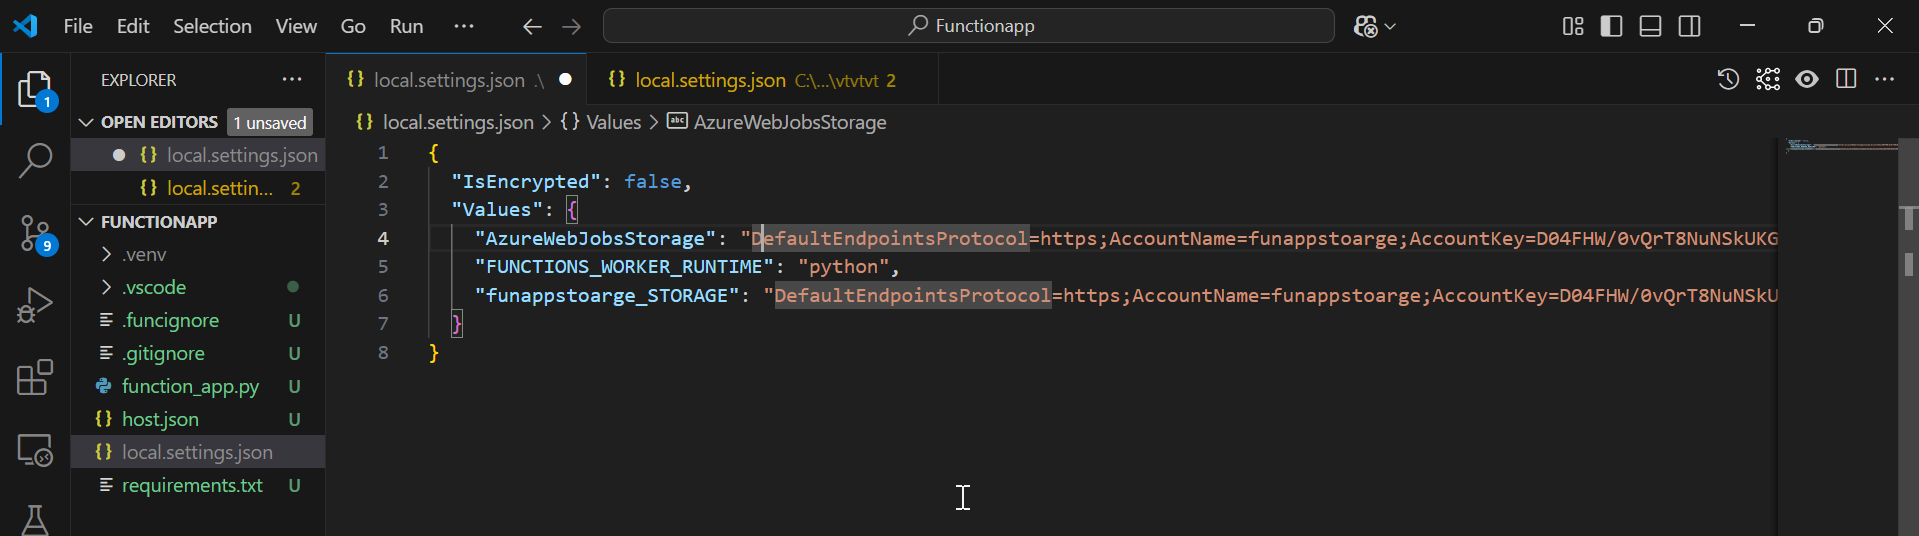 File Edit Selection View Go Run ··· Functionapp
EXPLORER ···
local.settings.json .\
local.settings.json C:\...\vtvtvt 2
OPEN EDITORS 1 unsaved
local.settings.json > {} Values > abc AzureWebJobsStorage
local.settings.json
local.settin... 2
FUNCTIONAPP
.venv
.vscode
.funcignore U
.gitignore U
function_app.py U
host.json U
local.settings.json
requirements.txt U
1
9
1 {
2 "IsEncrypted": false,
3 "Values": {
4 "AzureWebJobsStorage": "DefaultEndpointsProtocol=https;AccountName=funappstoarge;AccountKey=D04FHW/0vQrT8NuNSkUKG
5 "FUNCTIONS_WORKER_RUNTIME": "python",
6 "funappstoarge_STORAGE": "DefaultEndpointsProtocol=https;AccountName=funappstoarge;AccountKey=D04FHW/0vQrT8NuNSkU
7 }
8 }